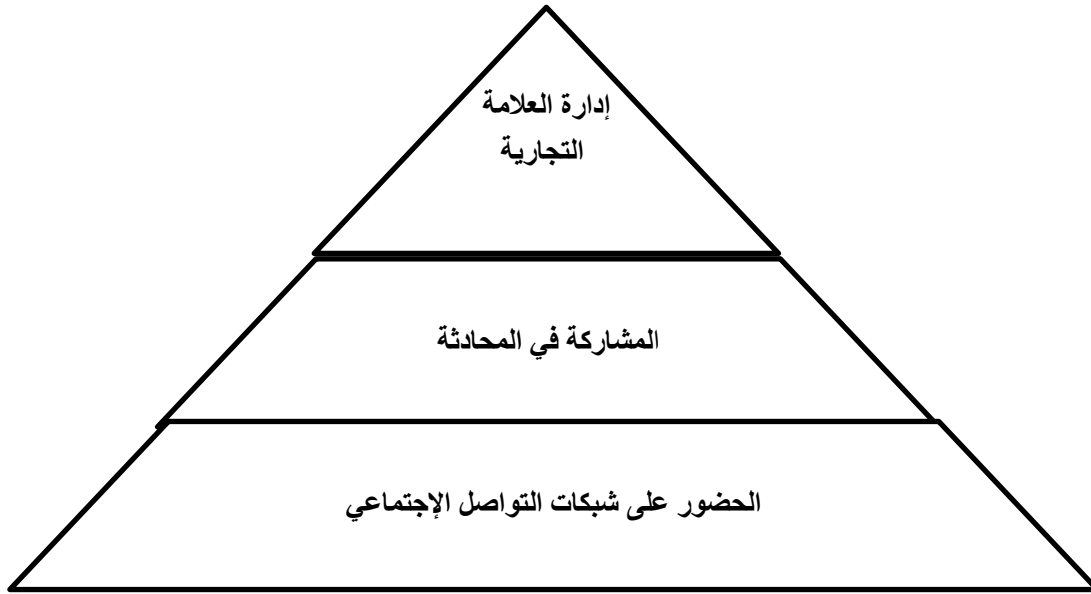 إدارة العلامة
التجارية
المشاركة في المحادثة
الحضور على شبكات التواصل الإجتماعي